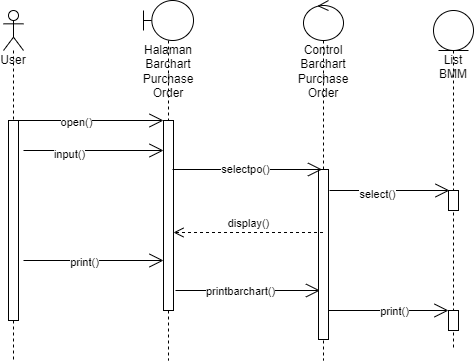 User
Halaman
Barchart
Purchase
Order
Control
Barchart
Purchase
Order
List
BMM
open()
input()
selectpo()
select()
display()
print()
printbarchart()
print()